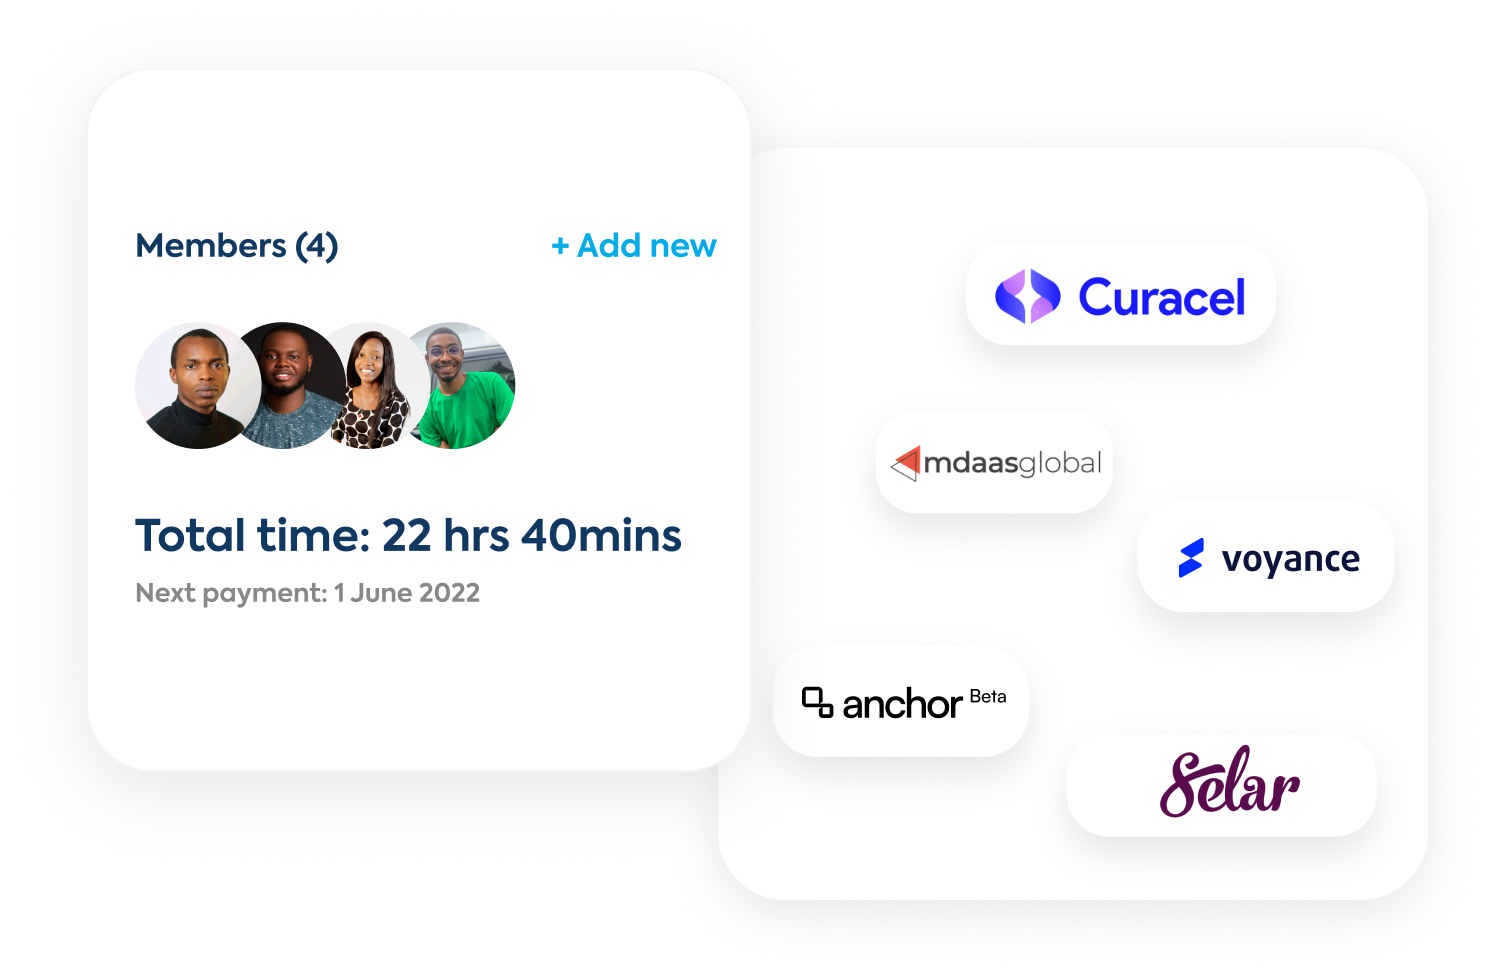 Members (4)
+ Add new
Total time: 22 hrs 40mins
Next payment: 1 June 2022
Curacel
mdaasglobal
voyance
anchor Beta
Selar